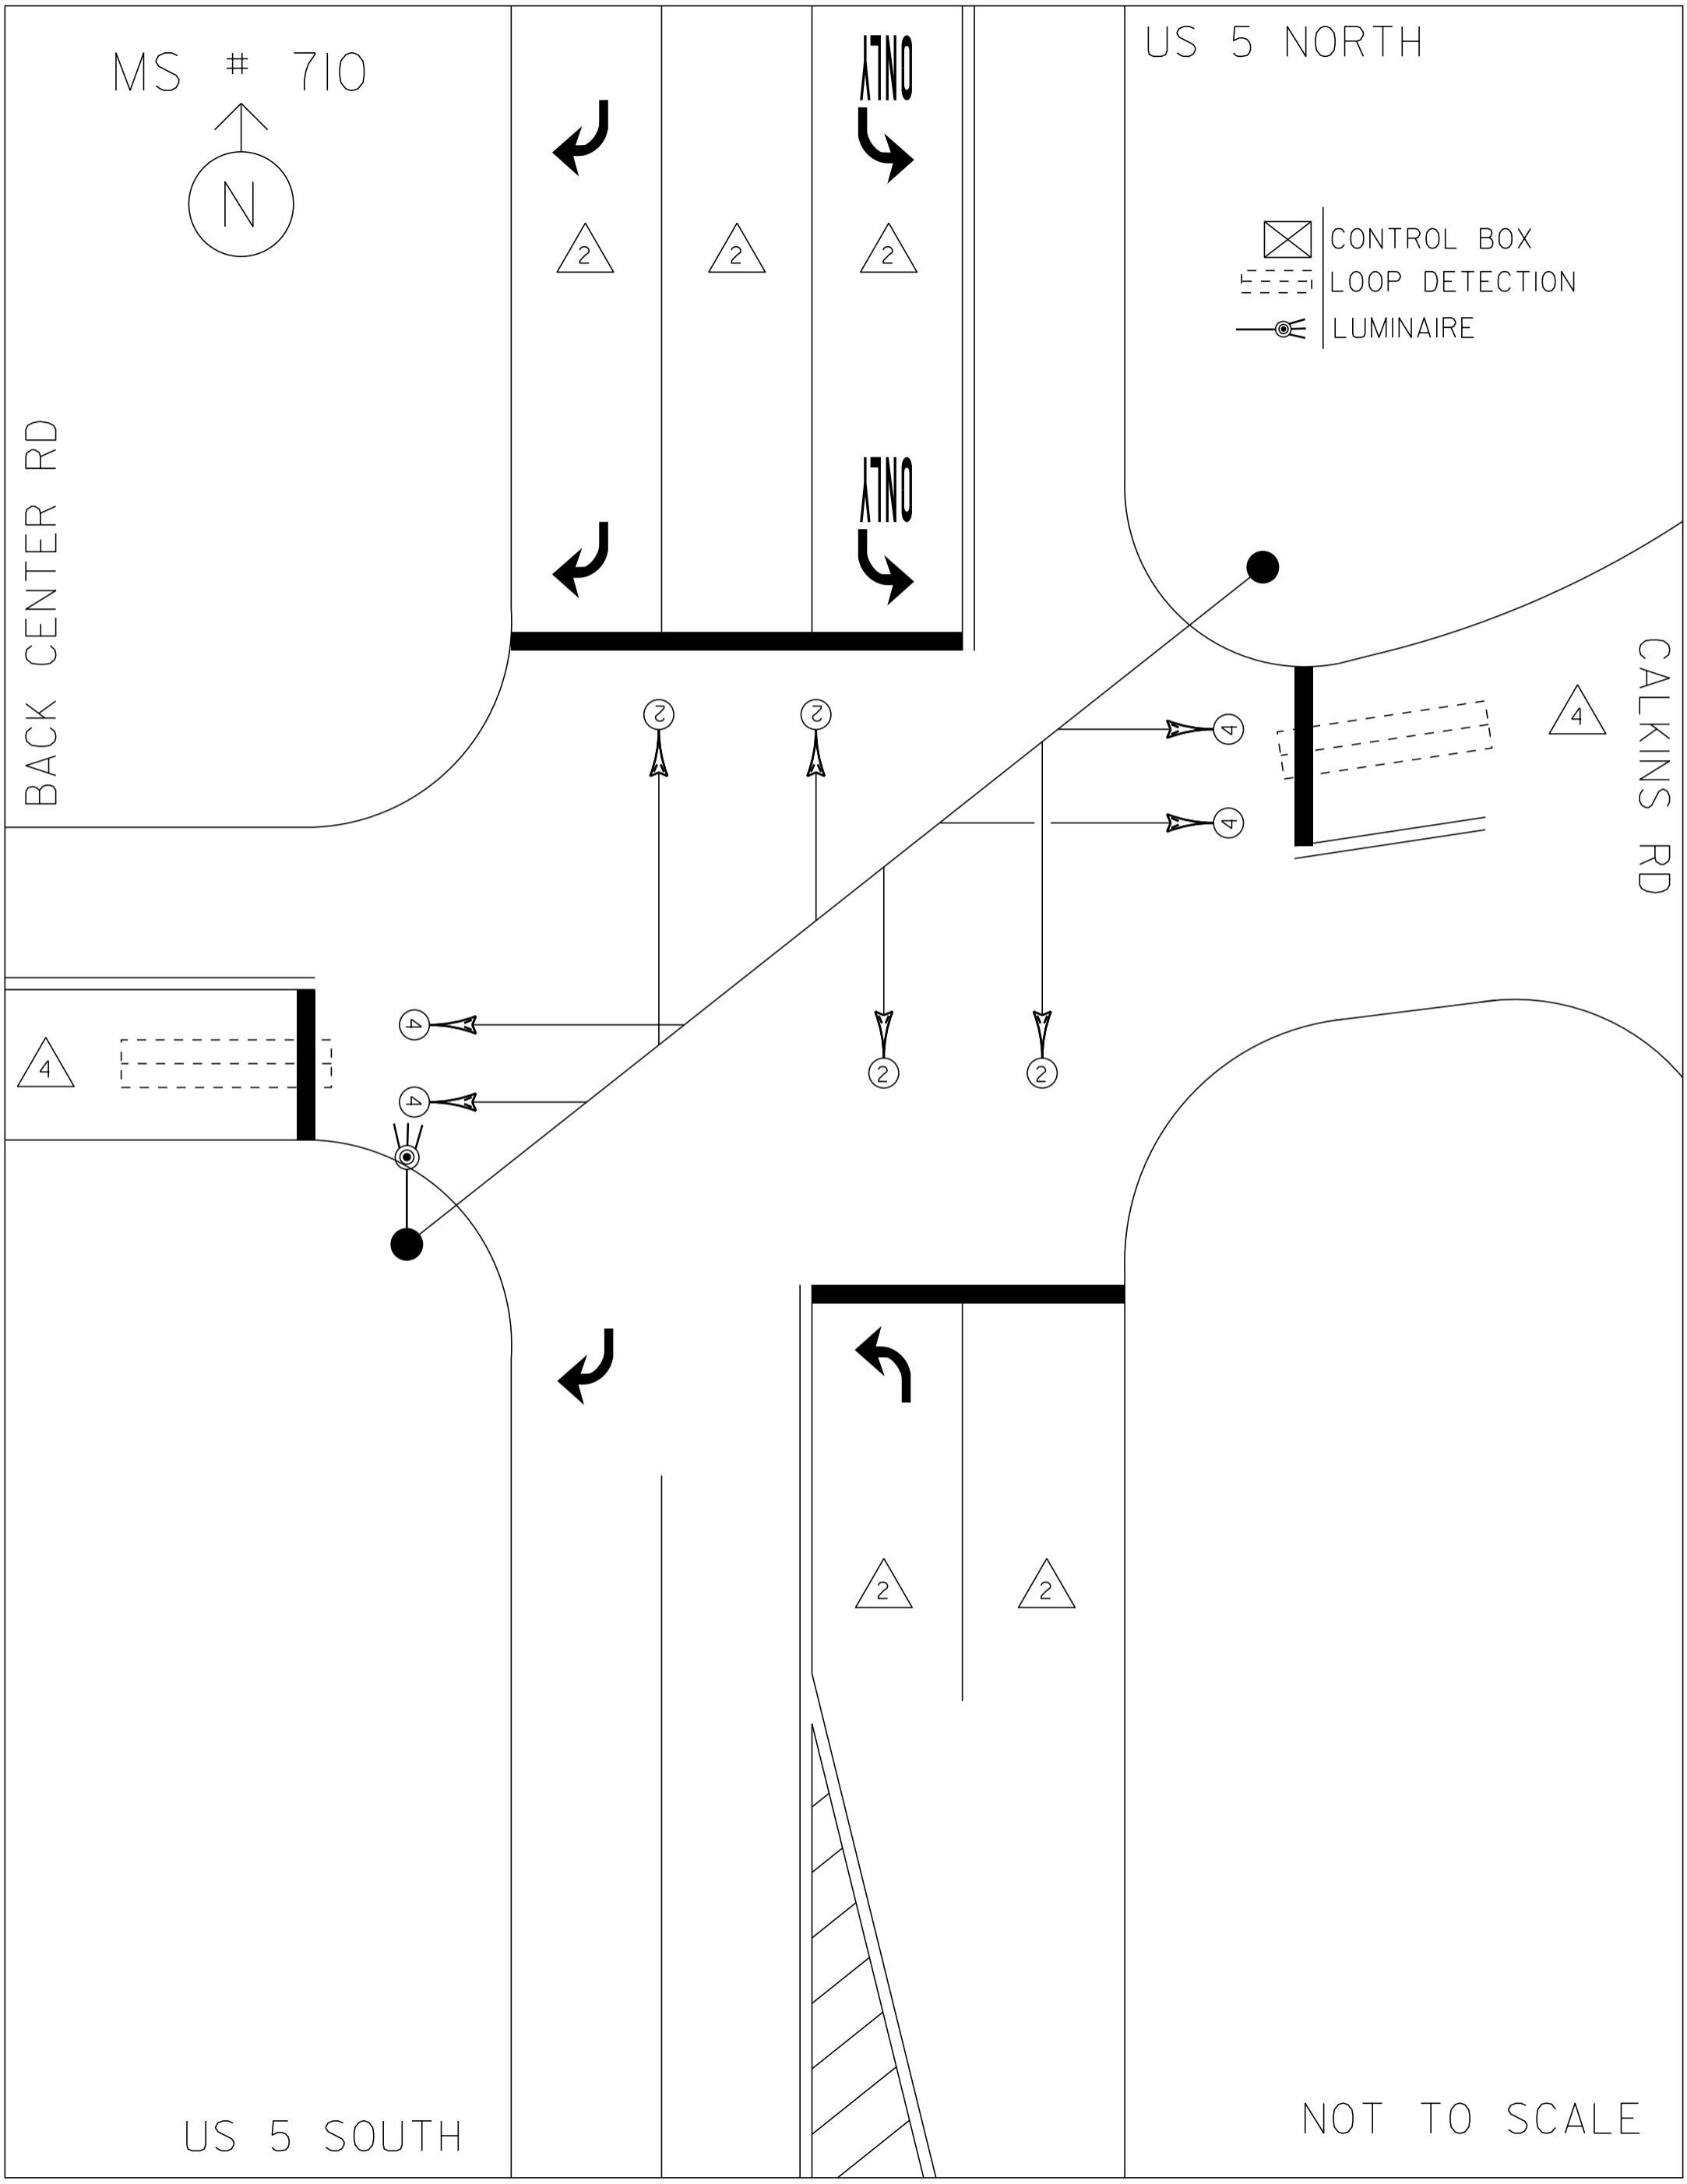 MS # 710
N
US 5 NORTH
ONLY
2
2
2
CONTROL BOX
LOOP DETECTION
LUMINAIRE
BACK CENTER RD
ONLY
CALKINS RD
2
2
4
4
4
4
4
4
2
2
2
2
US 5 SOUTH
NOT TO SCALE